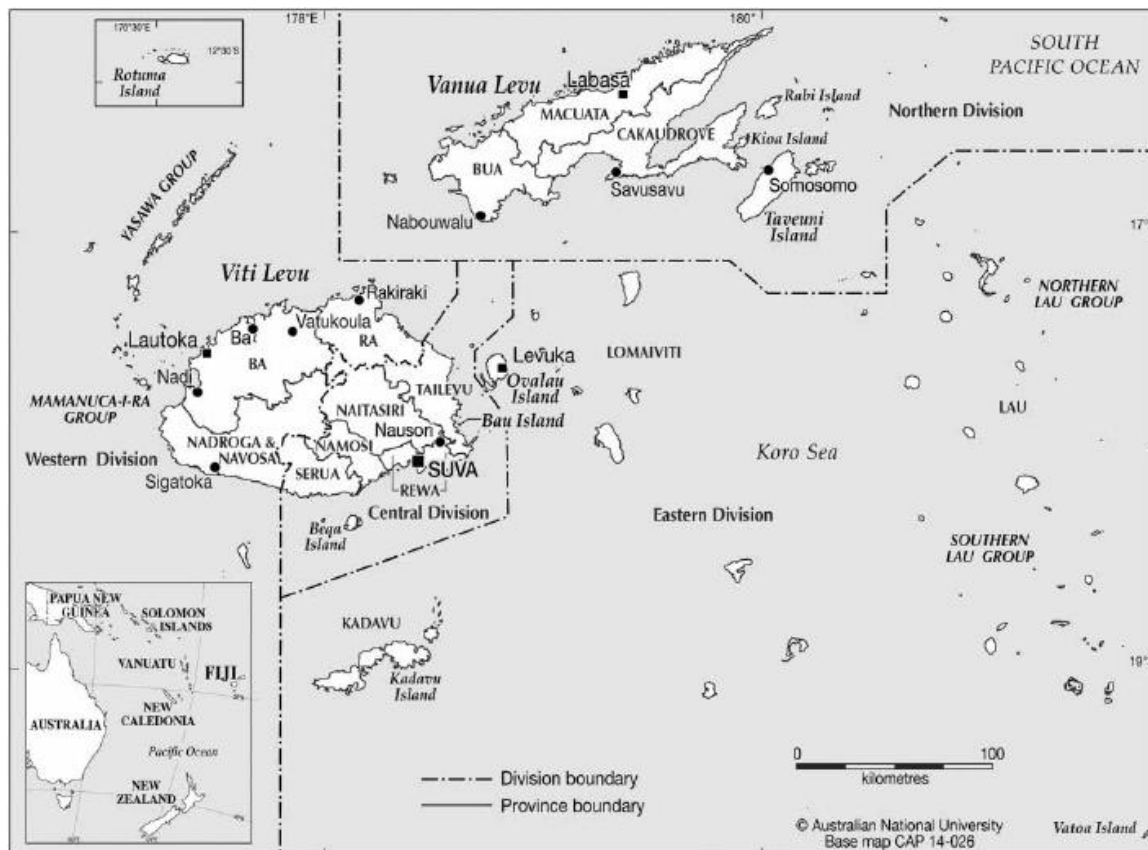 170°30'E
12°30'S
Rotuma
Island
178°E
180°
SOUTH
PACIFIC OCEAN
Vanua Levu
Labasa
MACUATA
CAKAUDROVE
BUA
Rabi Island
Kioa Island
Northern Division
Savusavu
Somosomo
Nabouwalu
Taveuni
Island
17°
YASAWA GROUP
Viti Levu
Rakiraki
Vatukoula
Ba
Lautoka
RA
BA
Nadi
MAMANUCA-I-RA
GROUP
Levuka
Ovalau
Island
TAILEVU
NAITASIRI
Bau Island
Nausori
NADROGA &
NAVOSA
NAMOSI
SERUA
SUVA
REWA
Western Division
Sigatoka
Central Division
Beqa
Island
LOMAIVITI
NORTHERN
LAU GROUP
LAU
Koro Sea
Eastern Division
SOUTHERN
LAU GROUP
KADAVU
Kadavu
Island
19°
PAPUA NEW
GUINEA
SOLOMON
ISLANDS
VANUATU
FIJI
NEW
CALEDONIA
AUSTRALIA
Pacific Ocean
NEW
ZEALAND
Division boundary
Province boundary
0 100
kilometres
© Australian National University
Base map CAP 14-026
Vatoa Island